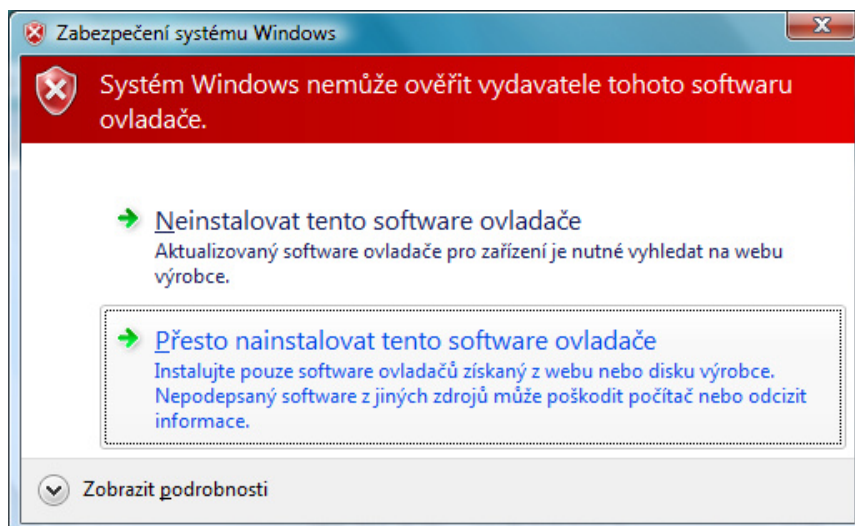 Zabezpečení systému Windows
Systém Windows nemůže ověřit vydavatele tohoto softwaru
ovladače.
Neinstalovat tento software ovladače
Aktualizovaný software ovladače pro zařízení je nutné vyhledat na webu
výrobce.
Přesto nainstalovat tento software ovladače
Instalujte pouze software ovladačů získaný z webu nebo disku výrobce.
Nepodepsaný software z jiných zdrojů může poškodit počítač nebo odcizit
informace.
Zobrazit podrobnosti